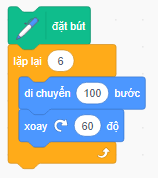 đặt bút
lặp lại 6
di chuyển 100 bước
xoay 60 độ